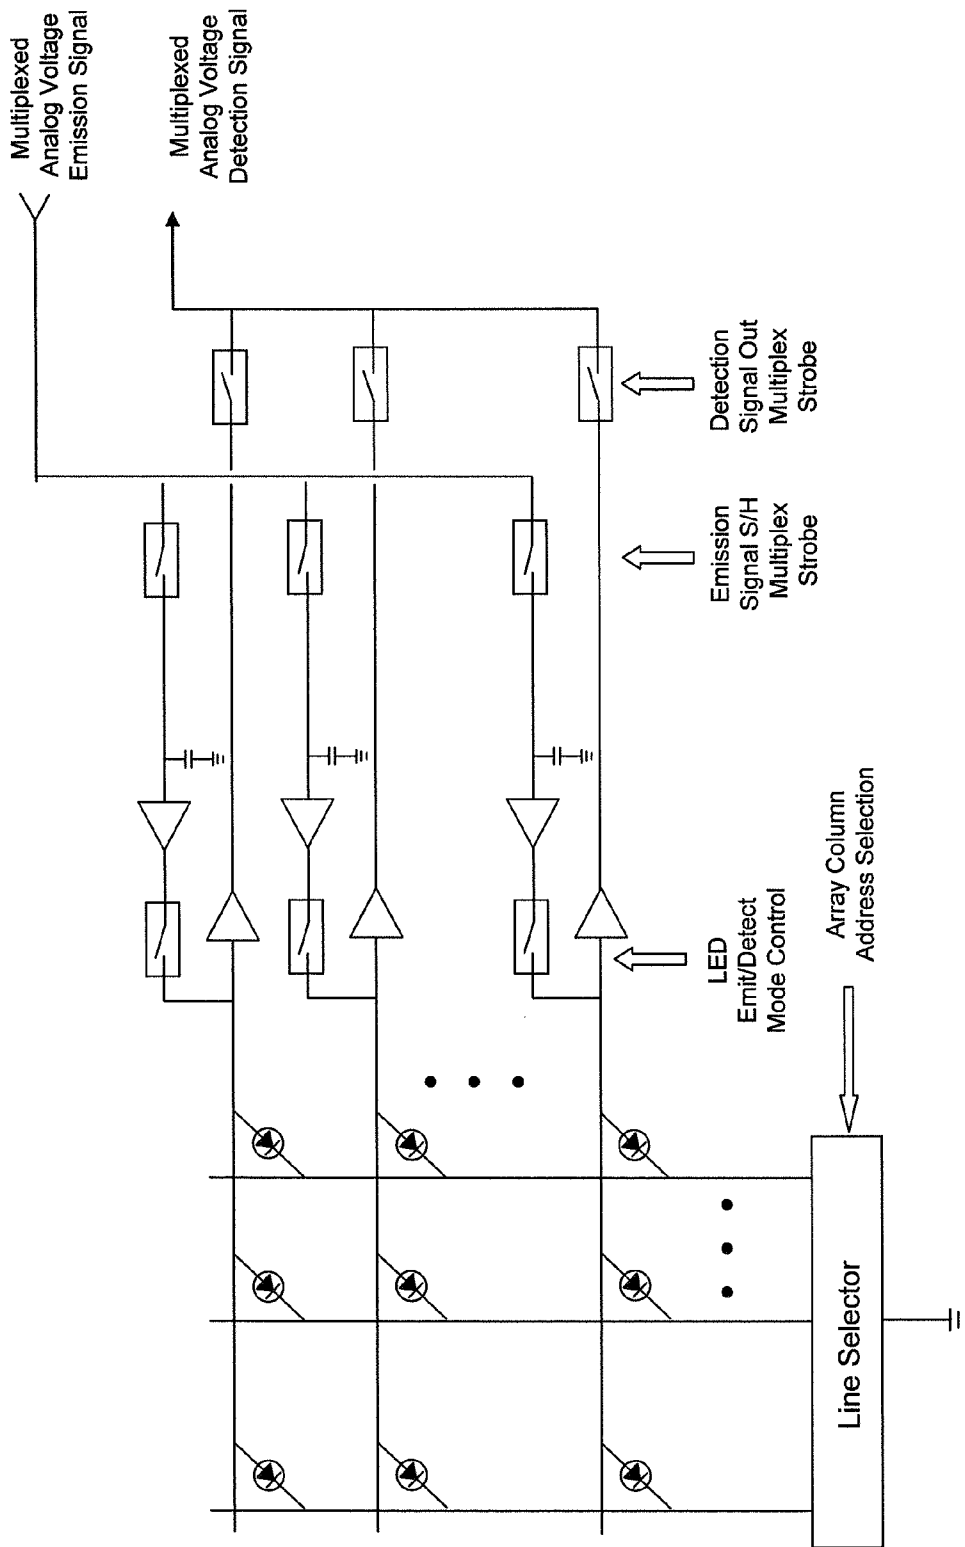 Multiplexed
Analog Voltage
Emission Signal
Multiplexed
Analog Voltage
Detection Signal
Detection
Signal Out
Multiplex
Strobe
Emission
Signal S/H
Multiplex
Strobe
LED
Emit/Detect
Mode Control
Array Column
Address Selection
Line Selector